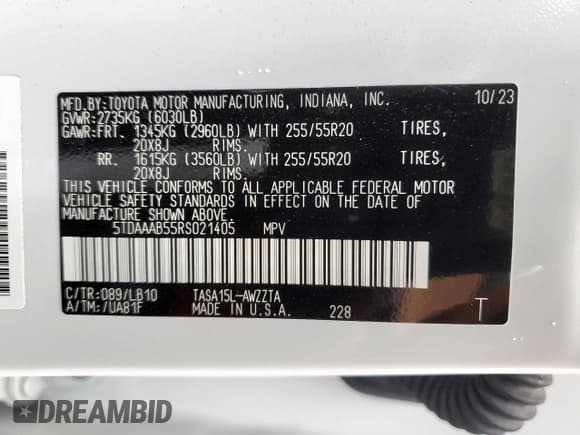 MFD.BY:TOYOTA MOTOR MANUFACTURING, INDIANA, INC. 10/23
GVWR:2735KG (6030LB)
GAWR:FRT. 1345KG (2960LB) WITH 255/55R20 TIRES,
20X8J RIMS.
RR. 1615KG (3560LB) WITH 255/55R20 TIRES,
20X8J RIMS.
THIS VEHICLE CONFORMS TO ALL APPLICABLE FEDERAL MOTOR
VEHICLE SAFETY STANDARDS IN EFFECT ON THE DATE OF
MANUFACTURE SHOWN ABOVE.
5TDAAAB55RS021405 MPV
C/TR:089/LB10 TASA15L-AWZZTA
A/TM:/UA81F MADE IN U.S.A. 228 T
DREAMBID